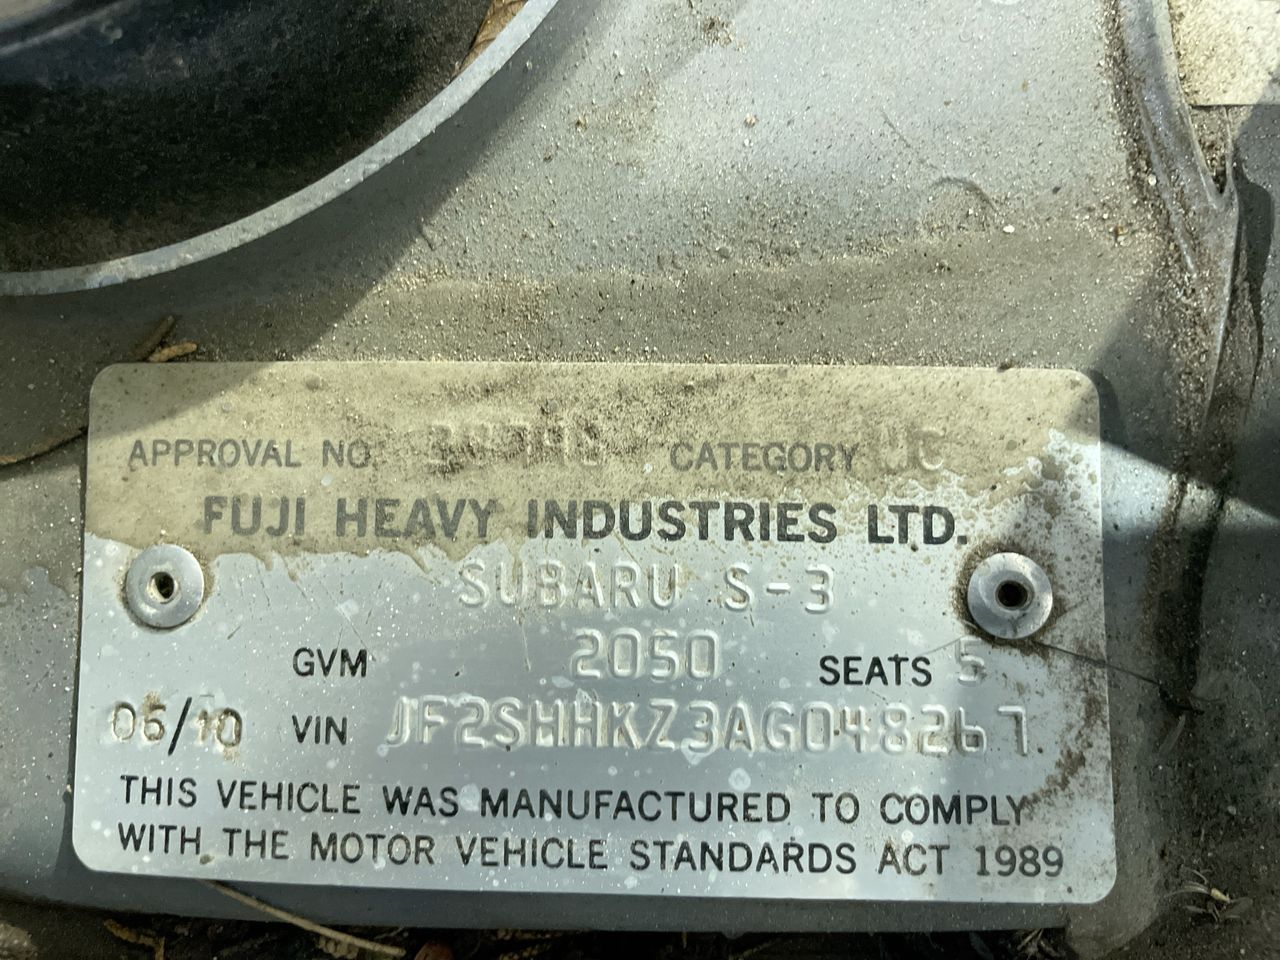 APPROVAL NO. CATEGORY
FUJI HEAVY INDUSTRIES LTD.
SUBARU S-3
GVM 2050 SEATS 5
06/10 VIN JF2SHHKZ3AG048267
THIS VEHICLE WAS MANUFACTURED TO COMPLY
WITH THE MOTOR VEHICLE STANDARDS ACT 1989